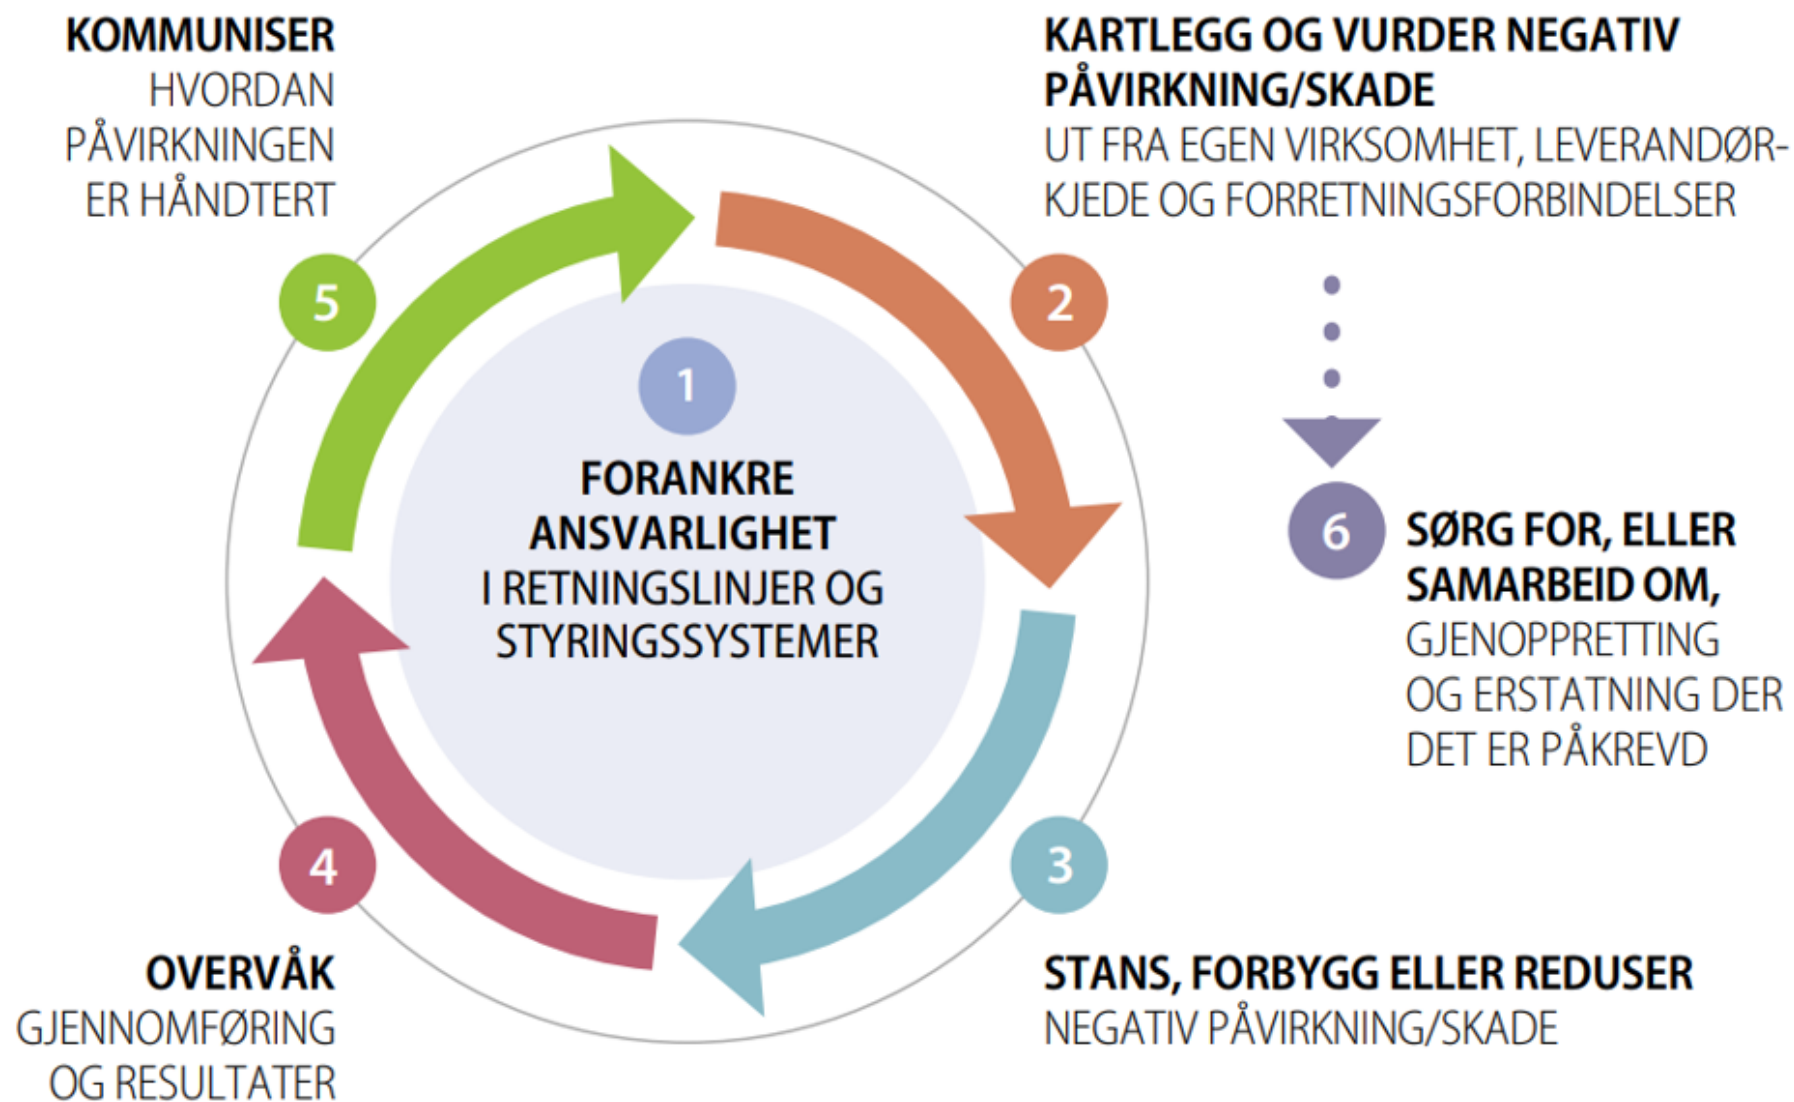 1
FORANKRE
ANSVARLIGHET
I RETNINGSLINJER OG
STYRINGSSYSTEMER
2
KARTLEGG OG VURDER NEGATIV
PÅVIRKNING/SKADE
UT FRA EGEN VIRKSOMHET, LEVERANDØR-
KJEDE OG FORRETNINGSFORBINDELSER
3
STANS, FORBYGG ELLER REDUSER
NEGATIV PÅVIRKNING/SKADE
4
OVERVÅK
GJENNOMFØRING
OG RESULTATER
5
KOMMUNISER
HVORDAN
PÅVIRKNINGEN
ER HÅNDTERT
6
SØRG FOR, ELLER
SAMARBEID OM,
GJENOPPRETTING
OG ERSTATNING DER
DET ER PÅKREVD